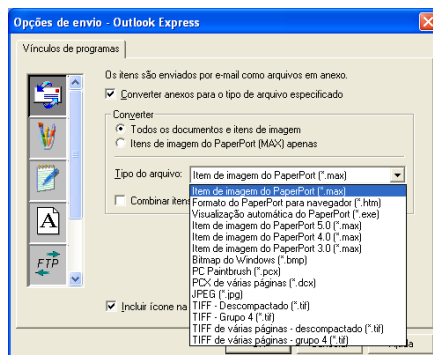 Opções de envio - Outlook Express
Vínculos de programas
Os itens são enviados por e-mail como arquivos em anexo.
Converter anexos para o tipo de arquivo especificado
Converter
Todos os documentos e itens de imagem
Itens de imagem do PaperPort (MAX) apenas
Tipo do arquivo: Item de imagem do PaperPort (*.max)
Item de imagem do PaperPort (*.max)
Formato do PaperPort para navegador (*.htm)
Visualização automática do PaperPort (*.exe)
Combinar itens
Item de imagem do PaperPort 5.0 (*.max)
Item de imagem do PaperPort 4.0 (*.max)
Item de imagem do PaperPort 3.0 (*.max)
Bitmap do Windows (*.bmp)
PC Paintbrush (*.pcx)
PCX de várias páginas (*.dcx)
JPEG (*.jpg)
TIFF - Descompactado (*.tif)
Incluir ícone na
TIFF - Grupo 4 (*.tif)
TIFF de várias páginas - descompactado (*.tif)
TIFF de várias páginas - grupo 4 (*.tif)
A
FTP